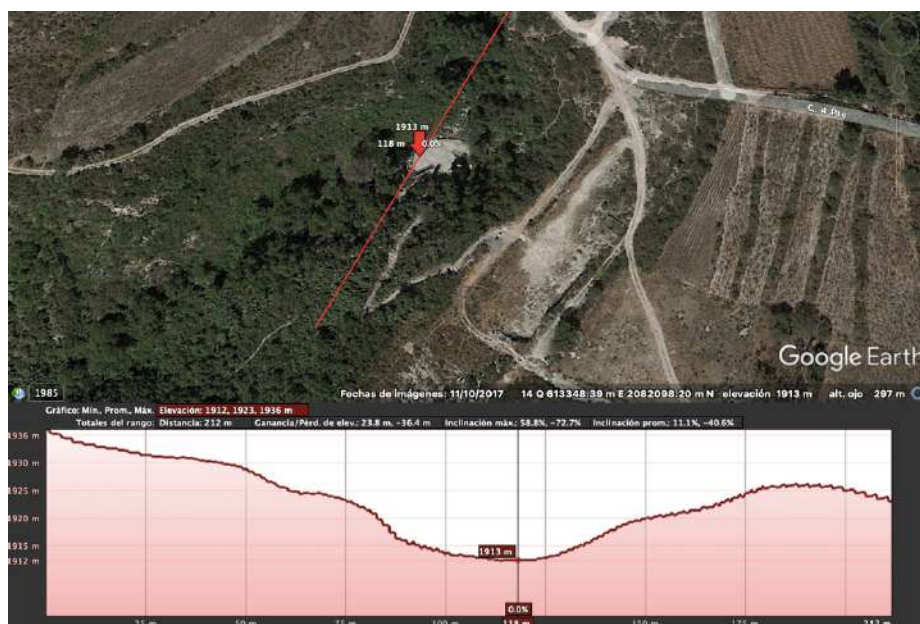 1913 m
118 m 0.0%
C. 4 Pte
Google Earth
1985 Fechas de imágenes: 11/10/2017 14 Q 613348.39 m E 2082098.20 m N elevación 1913 m alt. ojo 297 m
Gráfico: Mín., Prom., Máx. Elevación: 1912, 1923, 1936 m
Totales del rango: Distancia: 212 m Ganancia/Pérd. de elev.: 23.8 m, -36.4 m Inclinación máx.: 58.8%, -72.7% Inclinación prom.: 11.1%, -40.6%
1936 m
1930 m
1925 m
1920 m
1915 m
1912 m
1913 m
0.0%
25 m 50 m 75 m 100 m 118 m 150 m 175 m 212 m